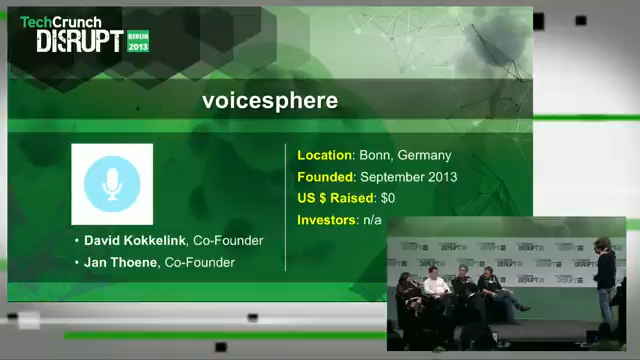 TechCrunch
DISRUPT
BERLIN
2013
voicesphere
Location: Bonn, Germany
Founded: September 2013
US $ Raised: $0
Investors: n/a
• David Kokkelink, Co-Founder
• Jan Thoene, Co-Founder